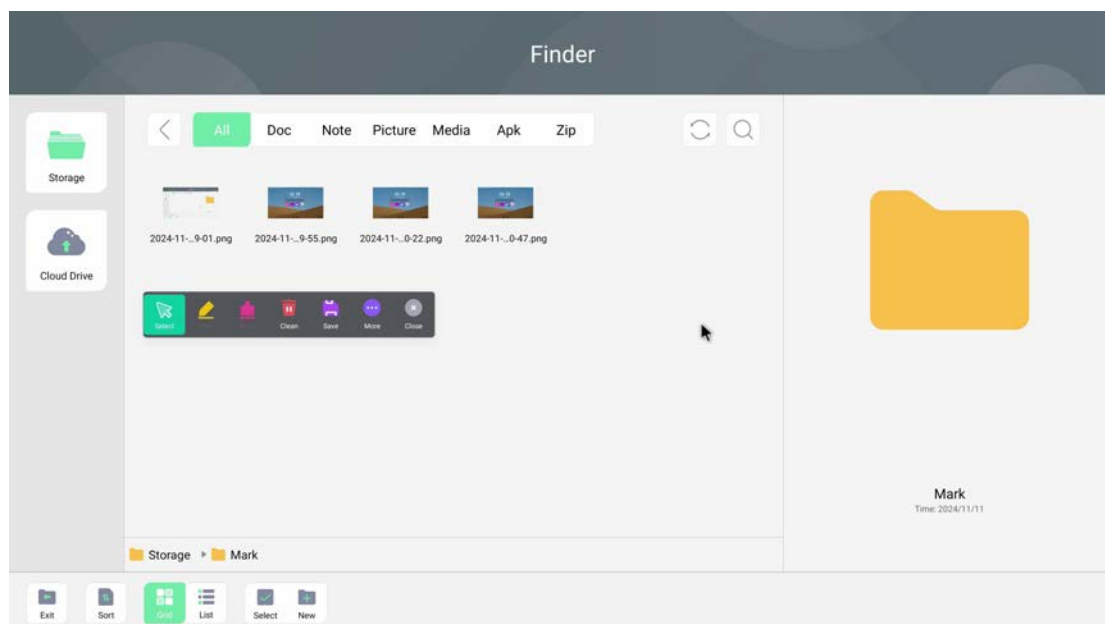 Finder
Storage
Cloud Drive
All Doc Note Picture Media Apk Zip
2024-11-...9-01.png 2024-11-...9-55.png 2024-11-...0-22.png 2024-11-...0-47.png
Select Clean Save More Close
Mark
Time: 2024/11/11
Storage Mark
Exit Sort Grid List Select New